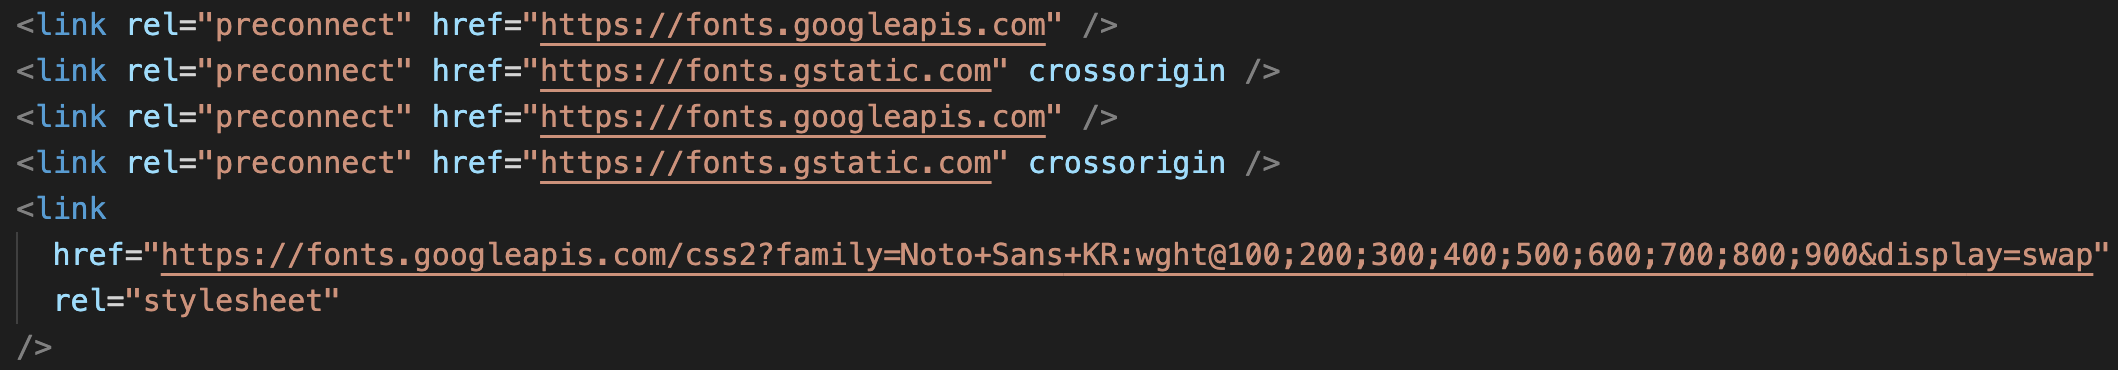 <link rel="preconnect" href="https://fonts.googleapis.com" />
<link rel="preconnect" href="https://fonts.gstatic.com" crossorigin />
<link rel="preconnect" href="https://fonts.googleapis.com" />
<link rel="preconnect" href="https://fonts.gstatic.com" crossorigin />
<link
href="https://fonts.googleapis.com/css2?family=Noto+Sans+KR:wght@100;200;300;400;500;600;700;800;900&display=swap"
rel="stylesheet"
/>